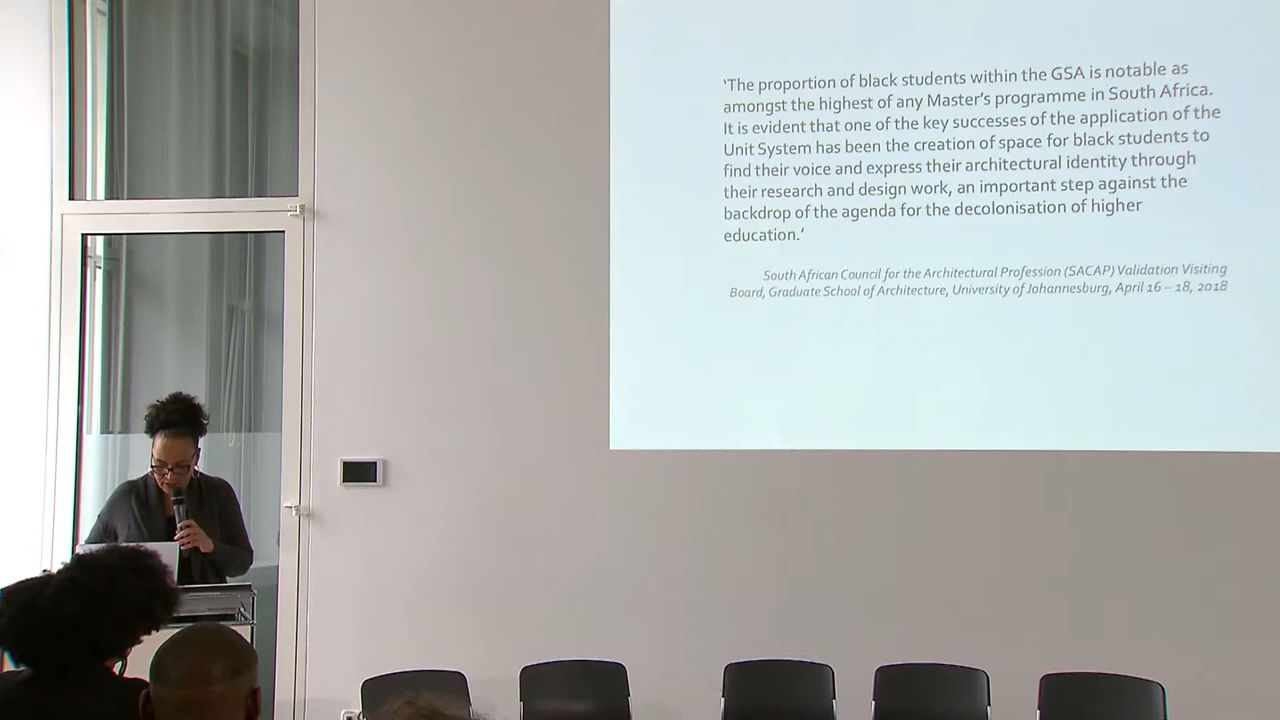 ‘The proportion of black students within the GSA is notable as
amongst the highest of any Master’s programme in South Africa.
It is evident that one of the key successes of the application of the
Unit System has been the creation of space for black students to
find their voice and express their architectural identity through
their research and design work, an important step against the
backdrop of the agenda for the decolonisation of higher
education.‘
South African Council for the Architectural Profession (SACAP) Validation Visiting
Board, Graduate School of Architecture, University of Johannesburg, April 16 – 18, 2018